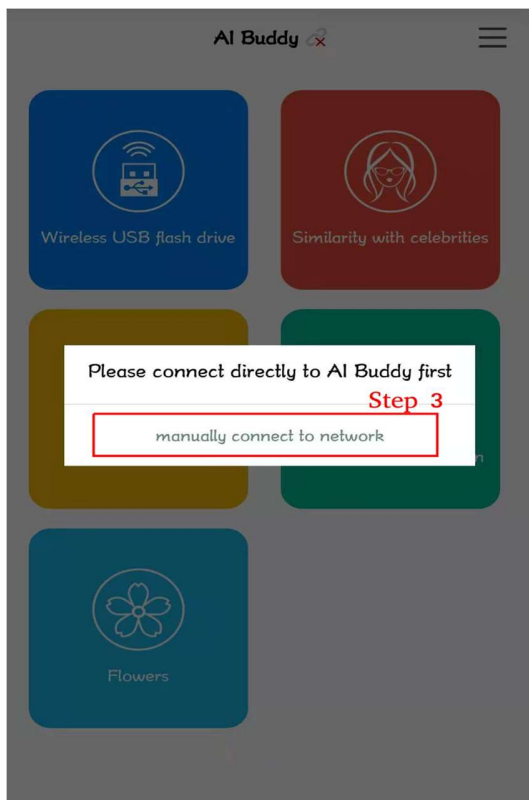 AI Buddy
Wireless USB flash drive
Similarity with celebrities
Please connect directly to AI Buddy first
Step 3
manually connect to network
n
Flowers